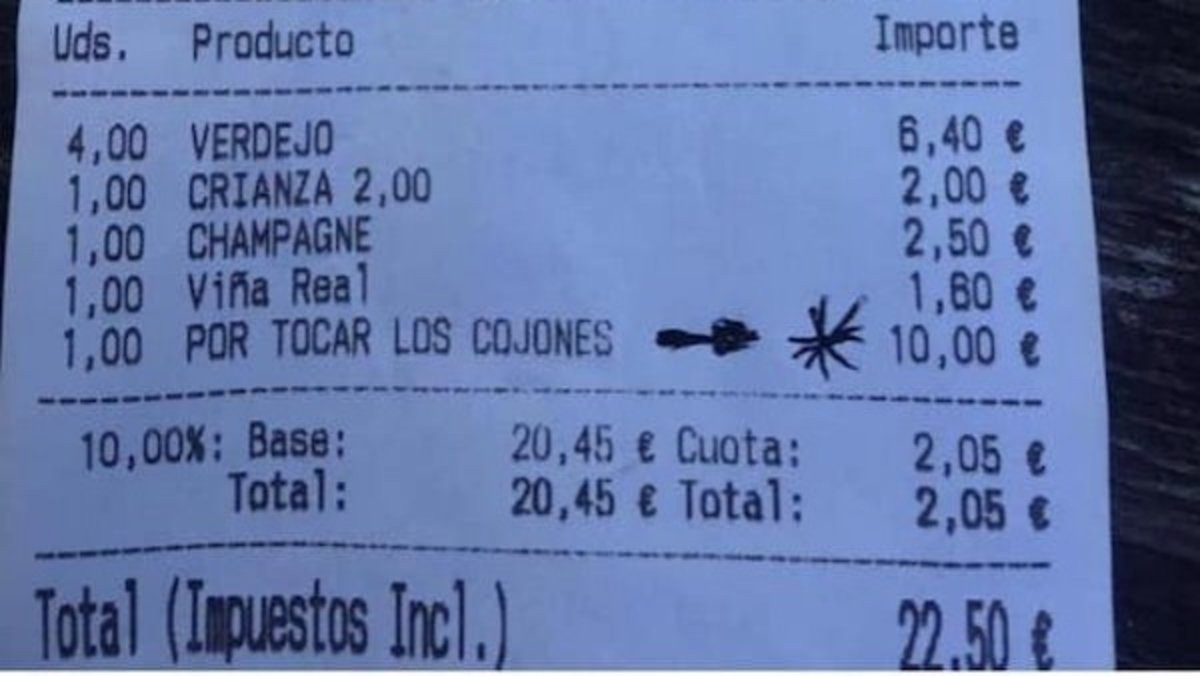 Uds. Producto Importe
4,00 VERDEJO 6,40 €
1,00 CRIANZA 2,00 2,00 €
1,00 CHAMPAGNE 2,50 €
1,00 Viña Real 1,60 €
1,00 POR TOCAR LOS COJONES 10,00 €
10,00%: Base: 20,45 € Cuota: 2,05 €
Total: 20,45 € Total: 2,05 €
Total (Impuestos Incl.) 22,50 €